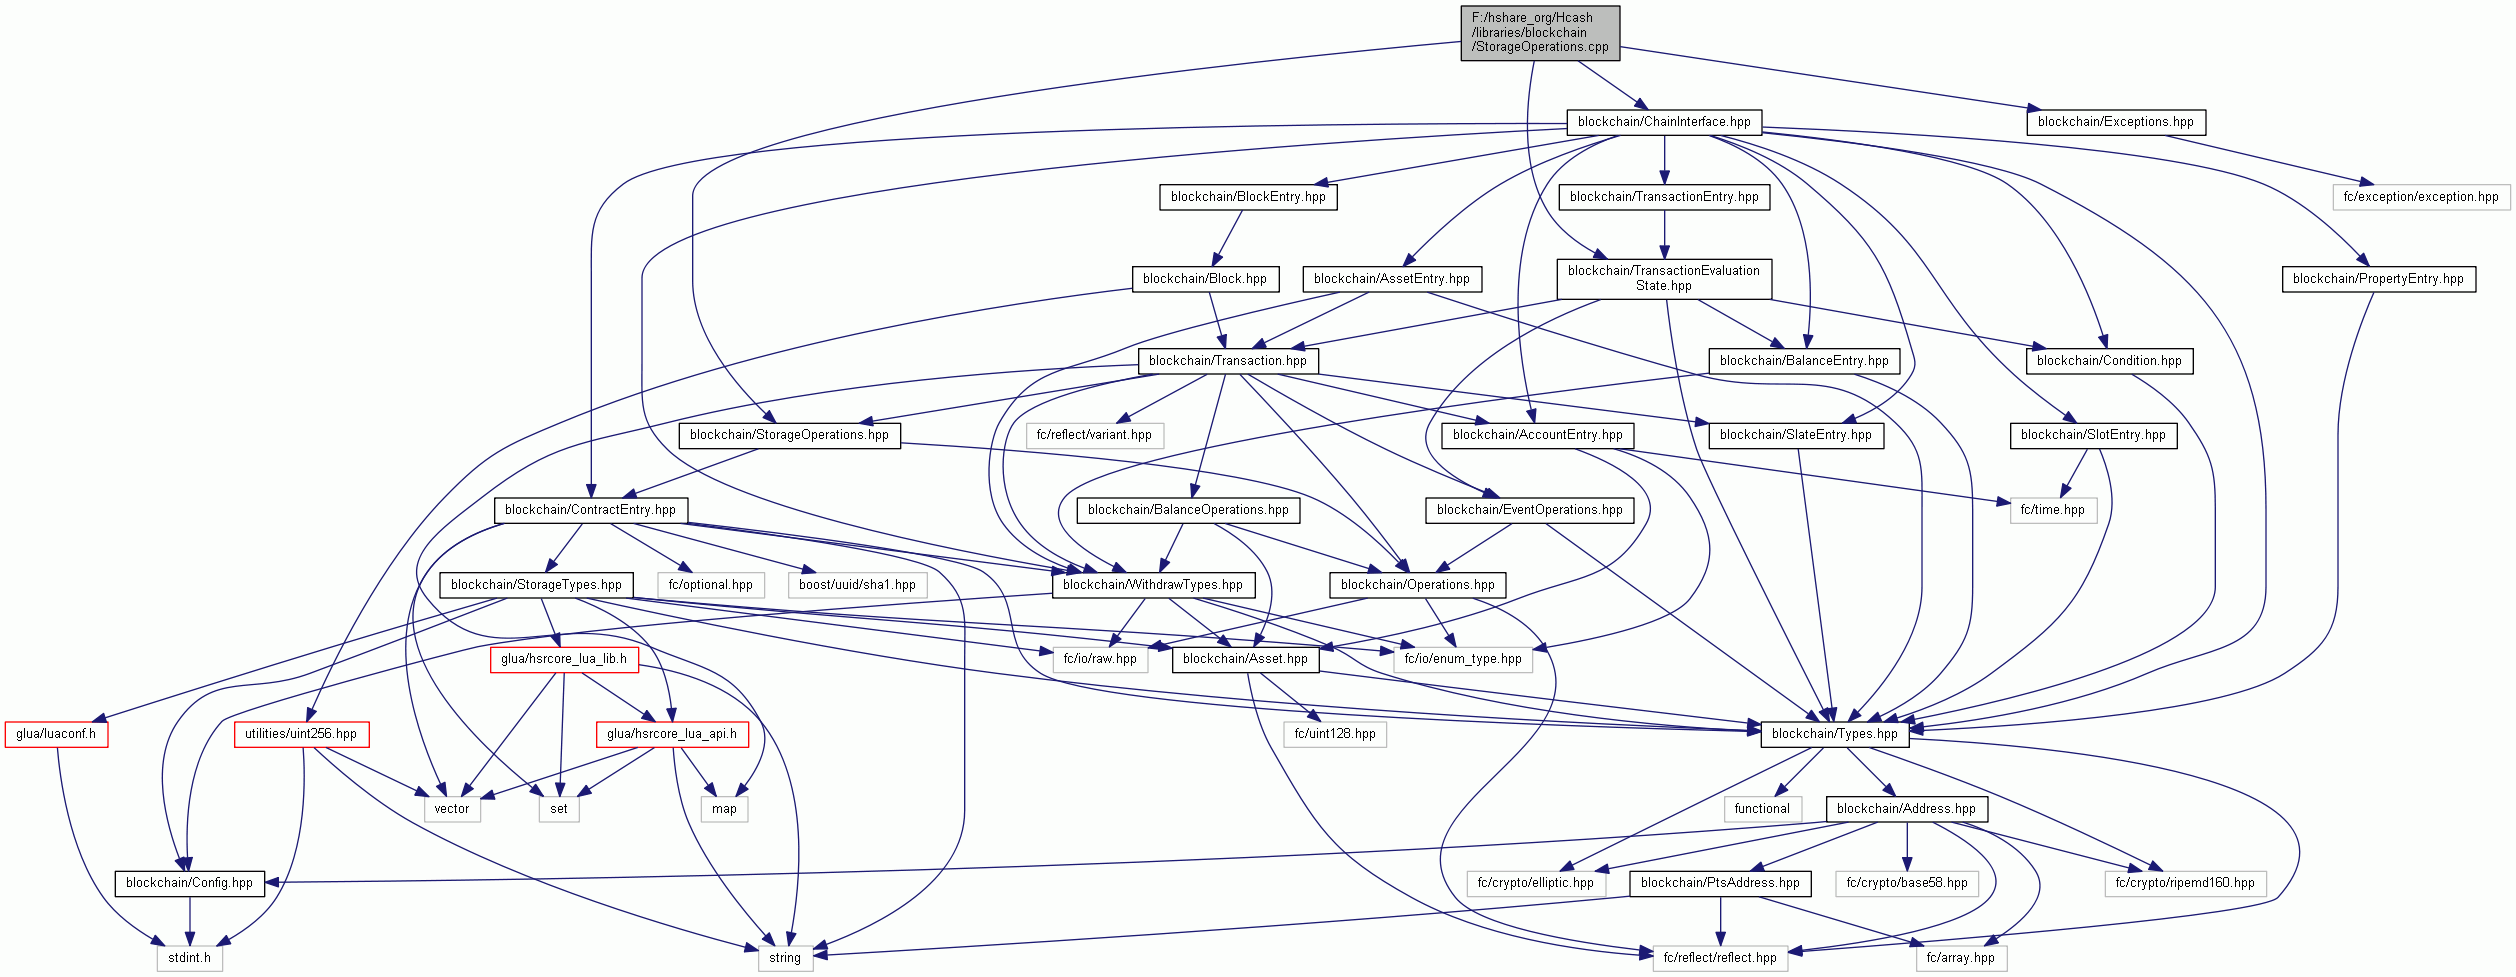 F:/hshare_org/Hcash
/libraries/blockchain
/StorageOperations.cpp
blockchain/ChainInterface.hpp
blockchain/Exceptions.hpp
blockchain/BlockEntry.hpp
blockchain/TransactionEntry.hpp
fc/exception/exception.hpp
blockchain/Block.hpp
blockchain/AssetEntry.hpp
blockchain/TransactionEvaluation
State.hpp
blockchain/PropertyEntry.hpp
blockchain/Transaction.hpp
blockchain/BalanceEntry.hpp
blockchain/Condition.hpp
blockchain/StorageOperations.hpp
fc/reflect/variant.hpp
blockchain/AccountEntry.hpp
blockchain/SlateEntry.hpp
blockchain/SlotEntry.hpp
blockchain/ContractEntry.hpp
blockchain/BalanceOperations.hpp
blockchain/EventOperations.hpp
fc/time.hpp
blockchain/StorageTypes.hpp
fc/optional.hpp
boost/uuid/sha1.hpp
blockchain/WithdrawTypes.hpp
blockchain/Operations.hpp
glua/hsrcore_lua_lib.h
fc/io/raw.hpp
blockchain/Asset.hpp
fc/io/enum_type.hpp
glua/luaconf.h
utilities/uint256.hpp
glua/hsrcore_lua_api.h
fc/uint128.hpp
blockchain/Types.hpp
vector
set
map
functional
blockchain/Address.hpp
blockchain/Config.hpp
fc/crypto/elliptic.hpp
blockchain/PtsAddress.hpp
fc/crypto/base58.hpp
fc/crypto/ripemd160.hpp
stdint.h
string
fc/reflect/reflect.hpp
fc/array.hpp